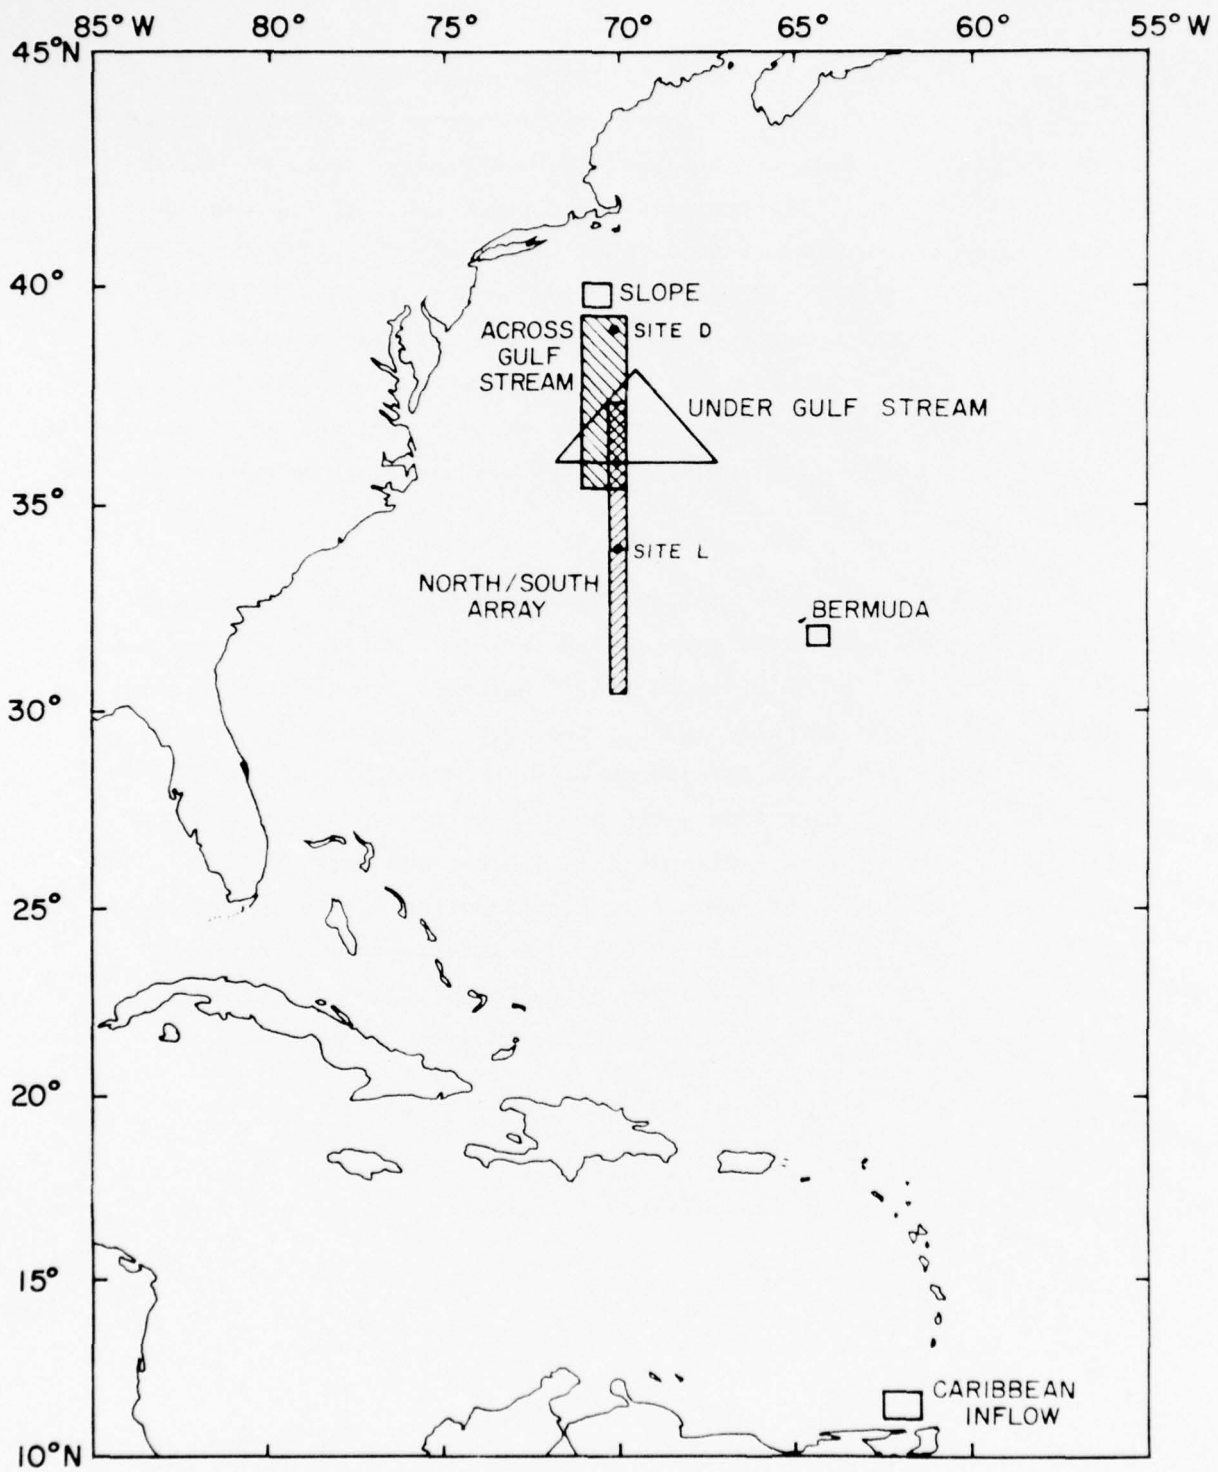 85°W 80° 75° 70° 65° 60° 55°W
45°N
40°
SLOPE
ACROSS
GULF
STREAM
SITE D
UNDER GULF STREAM
35°
SITE L
NORTH/SOUTH
ARRAY
BERMUDA
30°
25°
20°
15°
CARIBBEAN
INFLOW
10°N